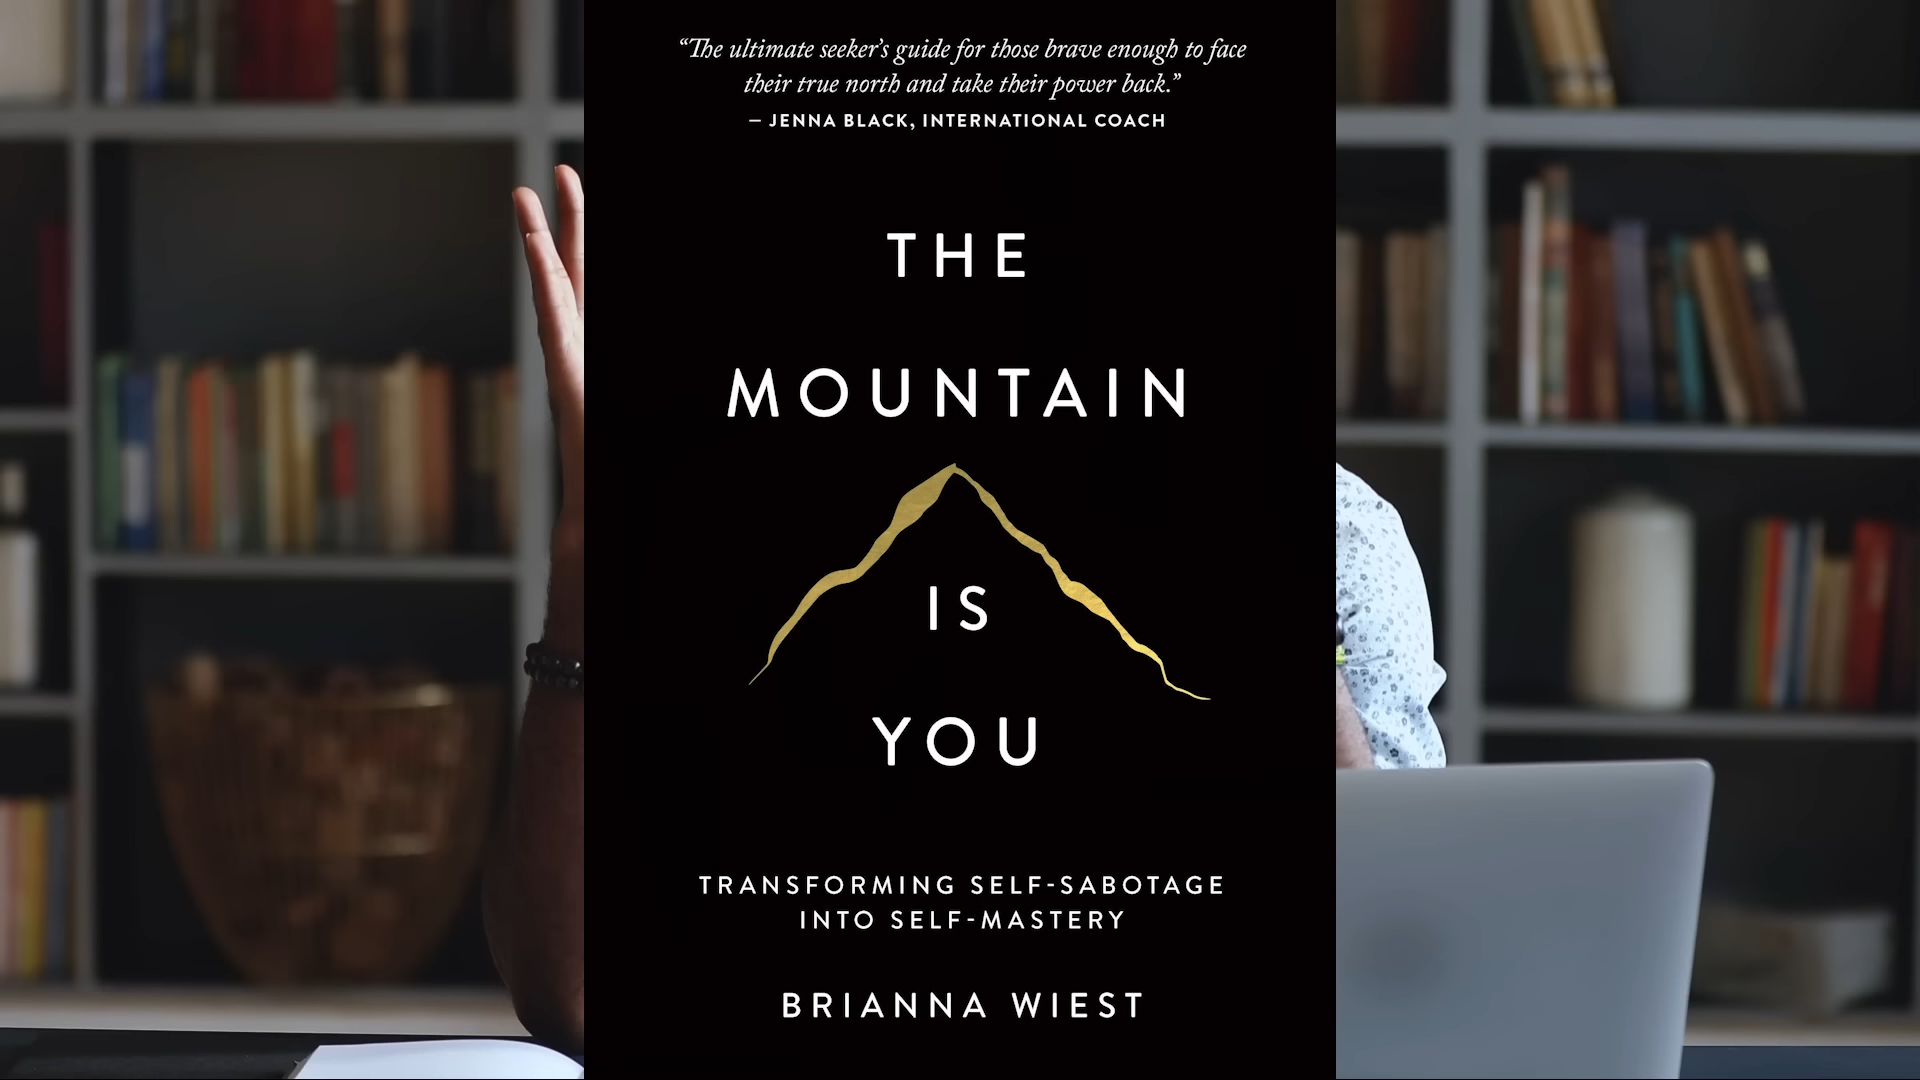 “The ultimate seeker’s guide for those brave enough to face
their true north and take their power back.”
– JENNA BLACK, INTERNATIONAL COACH
THE
MOUNTAIN
IS
YOU
TRANSFORMING SELF-SABOTAGE
INTO SELF-MASTERY
BRIANNA WIEST